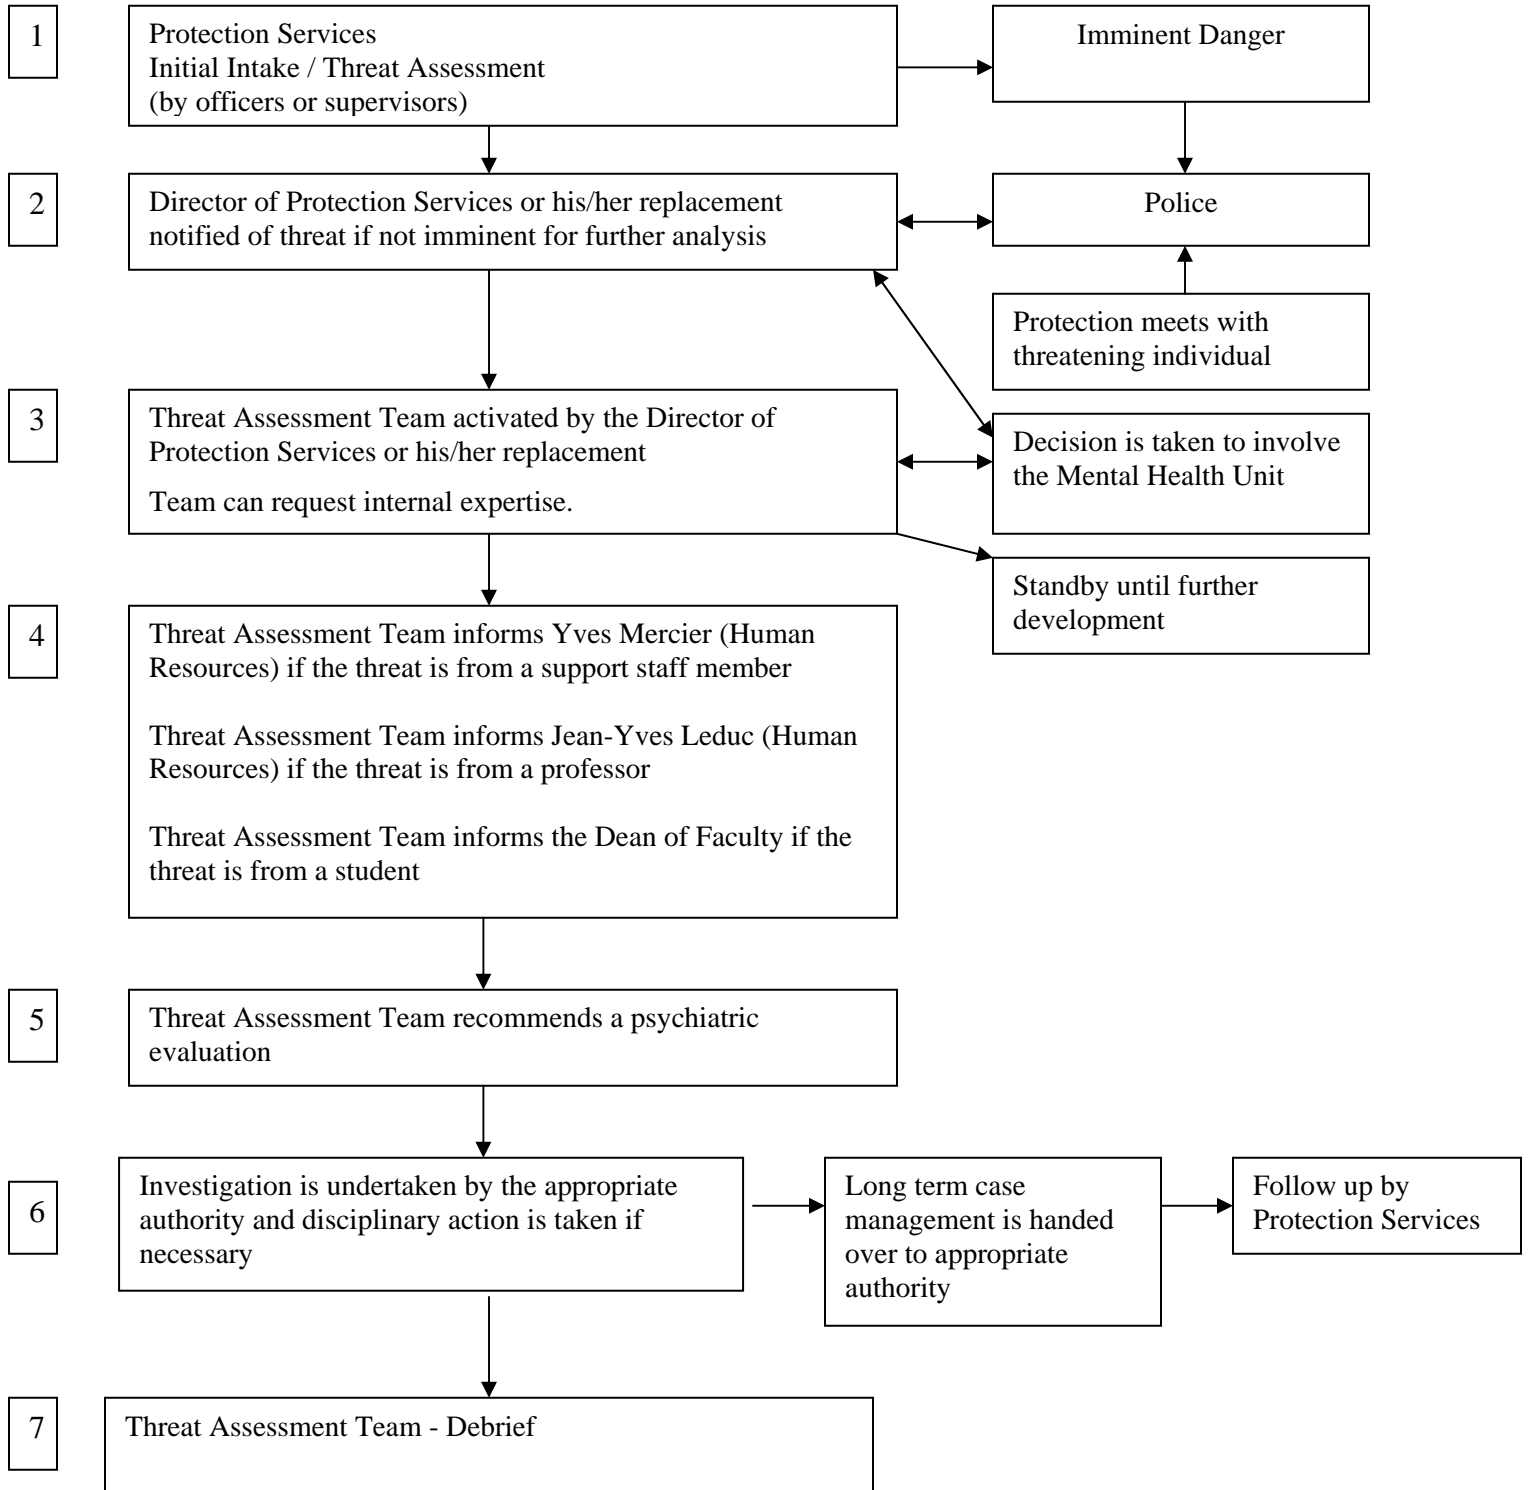 1
Protection Services
Initial Intake / Threat Assessment
(by officers or supervisors)
Imminent Danger
2
Director of Protection Services or his/her replacement
notified of threat if not imminent for further analysis
Police
Protection meets with
threatening individual
3
Threat Assessment Team activated by the Director of
Protection Services or his/her replacement
Team can request internal expertise.
Decision is taken to involve
the Mental Health Unit
Standby until further
development
4
Threat Assessment Team informs Yves Mercier (Human
Resources) if the threat is from a support staff member
Threat Assessment Team informs Jean-Yves Leduc (Human
Resources) if the threat is from a professor
Threat Assessment Team informs the Dean of Faculty if the
threat is from a student
5
Threat Assessment Team recommends a psychiatric
evaluation
6
Investigation is undertaken by the appropriate
authority and disciplinary action is taken if
necessary
Long term case
management is handed
over to appropriate
authority
Follow up by
Protection Services
7
Threat Assessment Team - Debrief